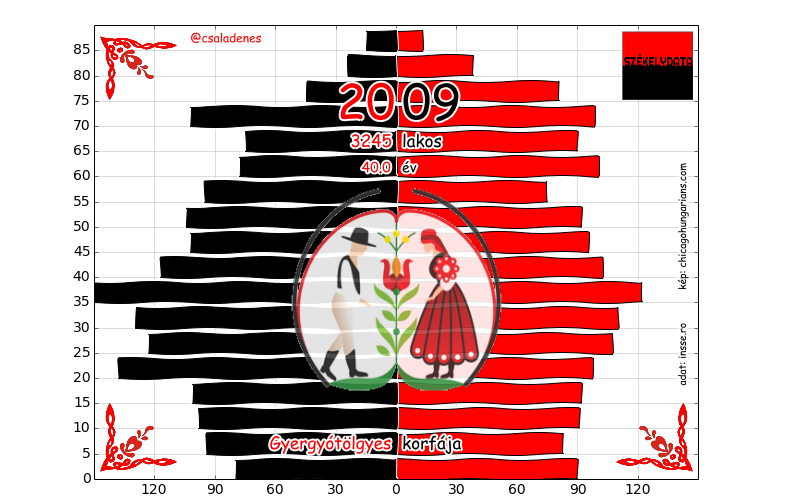 @csaladenes
SZÉKELYDATA
2009
3245 lakos
40.0 év
kép: chicagohungarians.com
adat: insse.ro
Gyergyótölgyes korfája
85
80
75
70
65
60
55
50
45
40
35
30
25
20
15
10
5
0
120 90 60 30 0 30 60 90 120